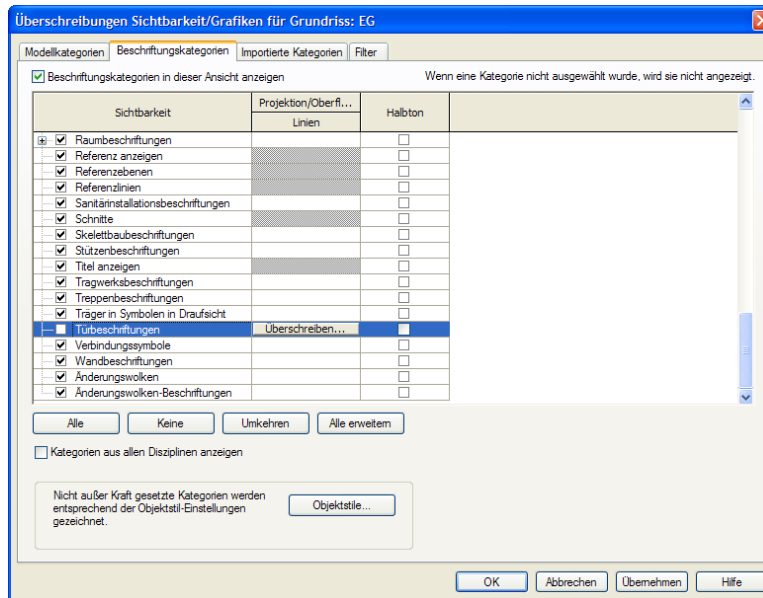 Überschreibungen Sichtbarkeit/Grafiken für Grundriss: EG
Modellkategorien Beschriftungskategorien Importierte Kategorien Filter
Beschriftungskategorien in dieser Ansicht anzeigen Wenn eine Kategorie nicht ausgewählt wurde, wird sie nicht angezeigt.
Sichtbarkeit Projektion/Oberfl... Halbton
Linien
Raumbeschriftungen
Referenz anzeigen
Referenzebenen
Referenzlinien
Sanitärinstallationsbeschriftungen
Schnitte
Skelettbaubeschriftungen
Stützenbeschriftungen
Titel anzeigen
Tragwerksbeschriftungen
Treppenbeschriftungen
Träger in Symbolen in Draufsicht
Türbeschriftungen Überschreiben...
Verbindungssymbole
Wandbeschriftungen
Änderungswolken
Änderungswolken-Beschriftungen
Alle Keine Umkehren Alle erweitern
Kategorien aus allen Disziplinen anzeigen
Nicht außer Kraft gesetzte Kategorien werden
entsprechend der Objektstil-Einstellungen
gezeichnet.
Objektstile...
OK Abbrechen Übernehmen Hilfe